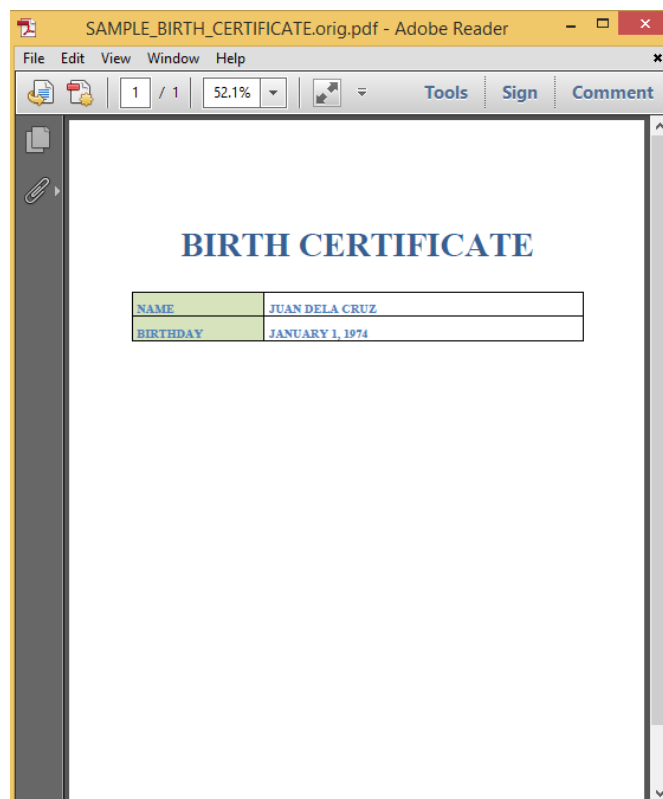 SAMPLE_BIRTH_CERTIFICATE.orig.pdf - Adobe Reader
File Edit View Window Help
1 / 1 52.1% Tools Sign Comment
BIRTH CERTIFICATE
NAME JUAN DELA CRUZ
BIRTHDAY JANUARY 1, 1974